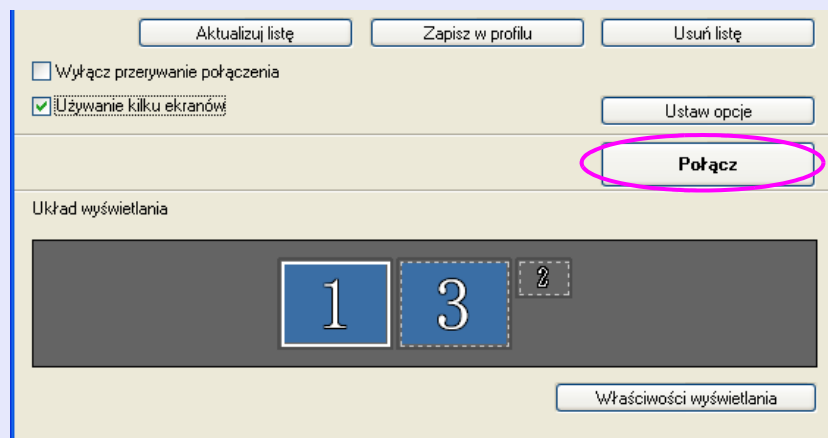 Aktualizuj listę Zapisz w profilu Usuń listę
Wyłącz przerywanie połączenia
Używanie kilku ekranów Ustaw opcje
Połącz
Układ wyświetlania
1 3 2
Właściwości wyświetlania